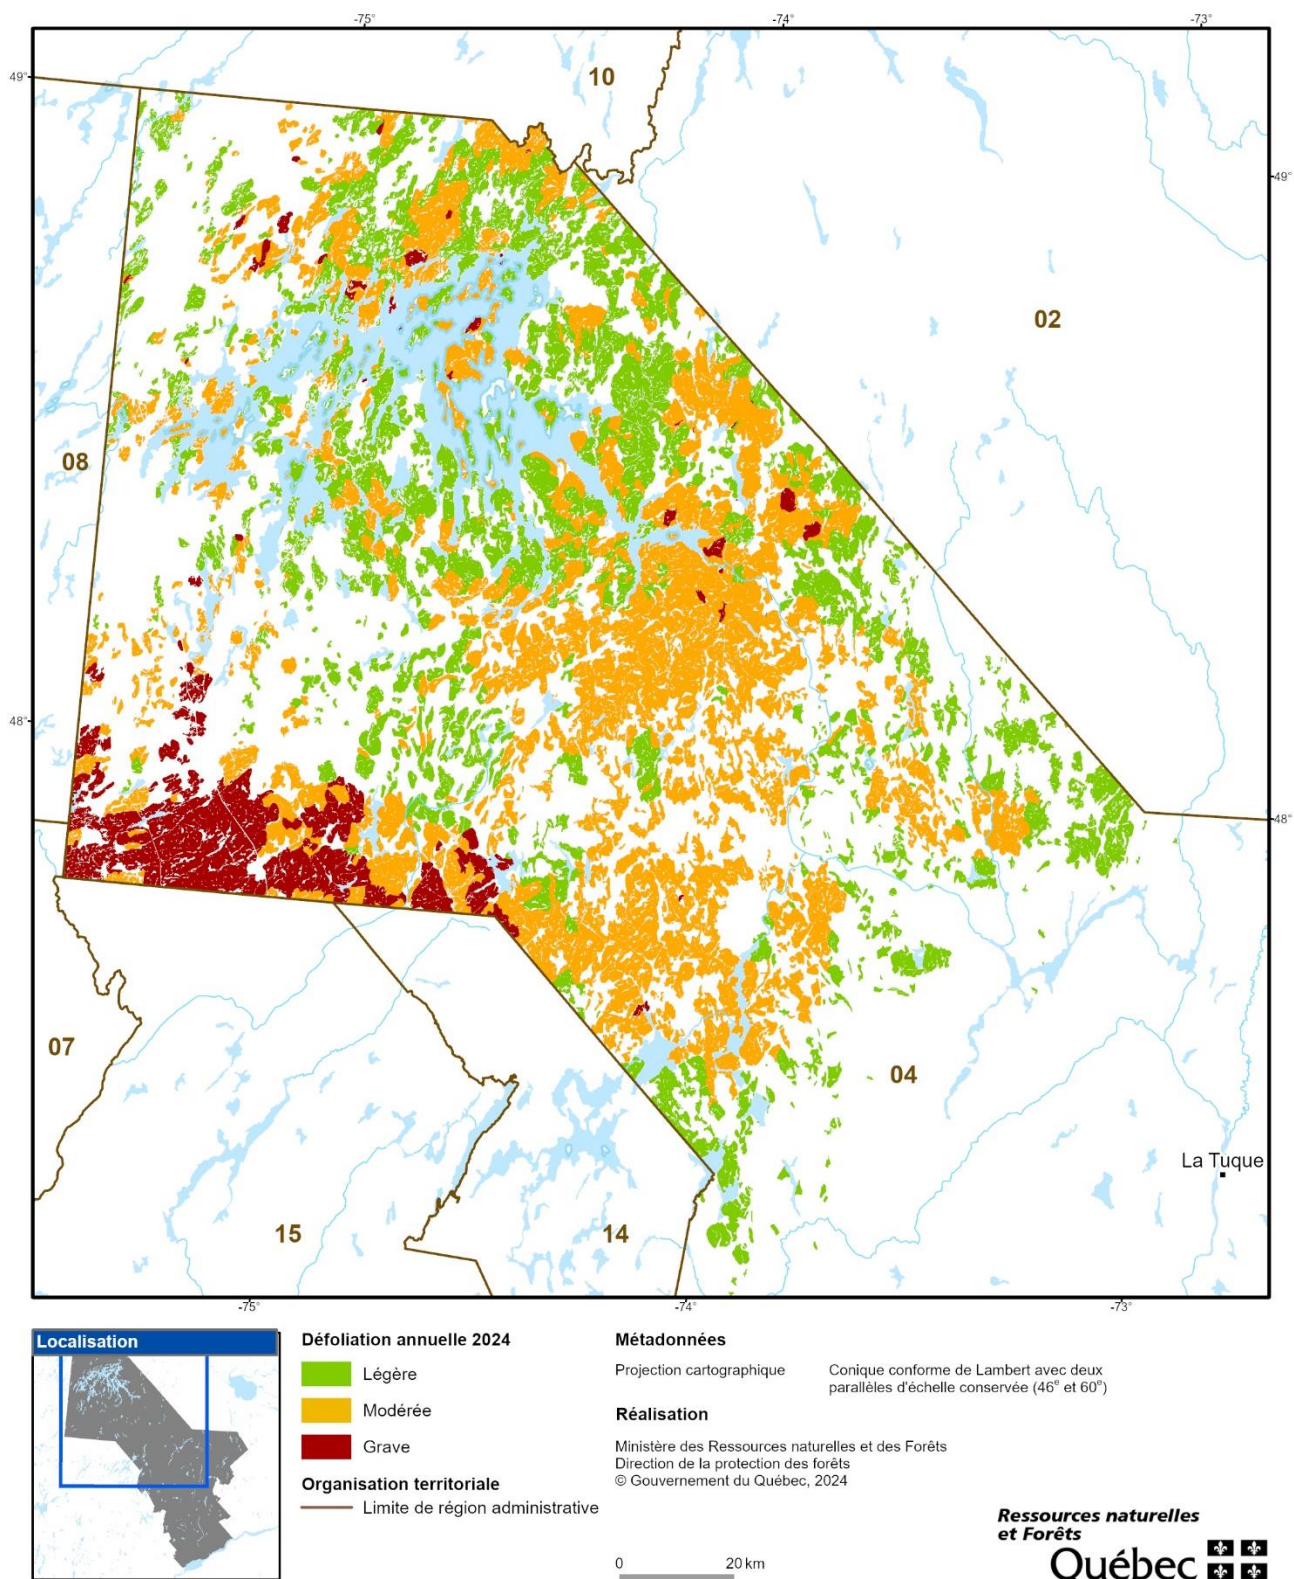 -75°
-74°
-73°
49°
10
49°
02
08
48°
48°
07
04
La Tuque
15
14
-75°
-74°
-73°
Localisation
Défoliation annuelle 2024
Légère
Modérée
Grave
Organisation territoriale
Limite de région administrative
Métadonnées
Projection cartographique
Conique conforme de Lambert avec deux
parallèles d'échelle conservée (46e et 60e)
Réalisation
Ministère des Ressources naturelles et des Forêts
Direction de la protection des forêts
© Gouvernement du Québec, 2024
0
20 km
Ressources naturelles
et Forêts
Québec